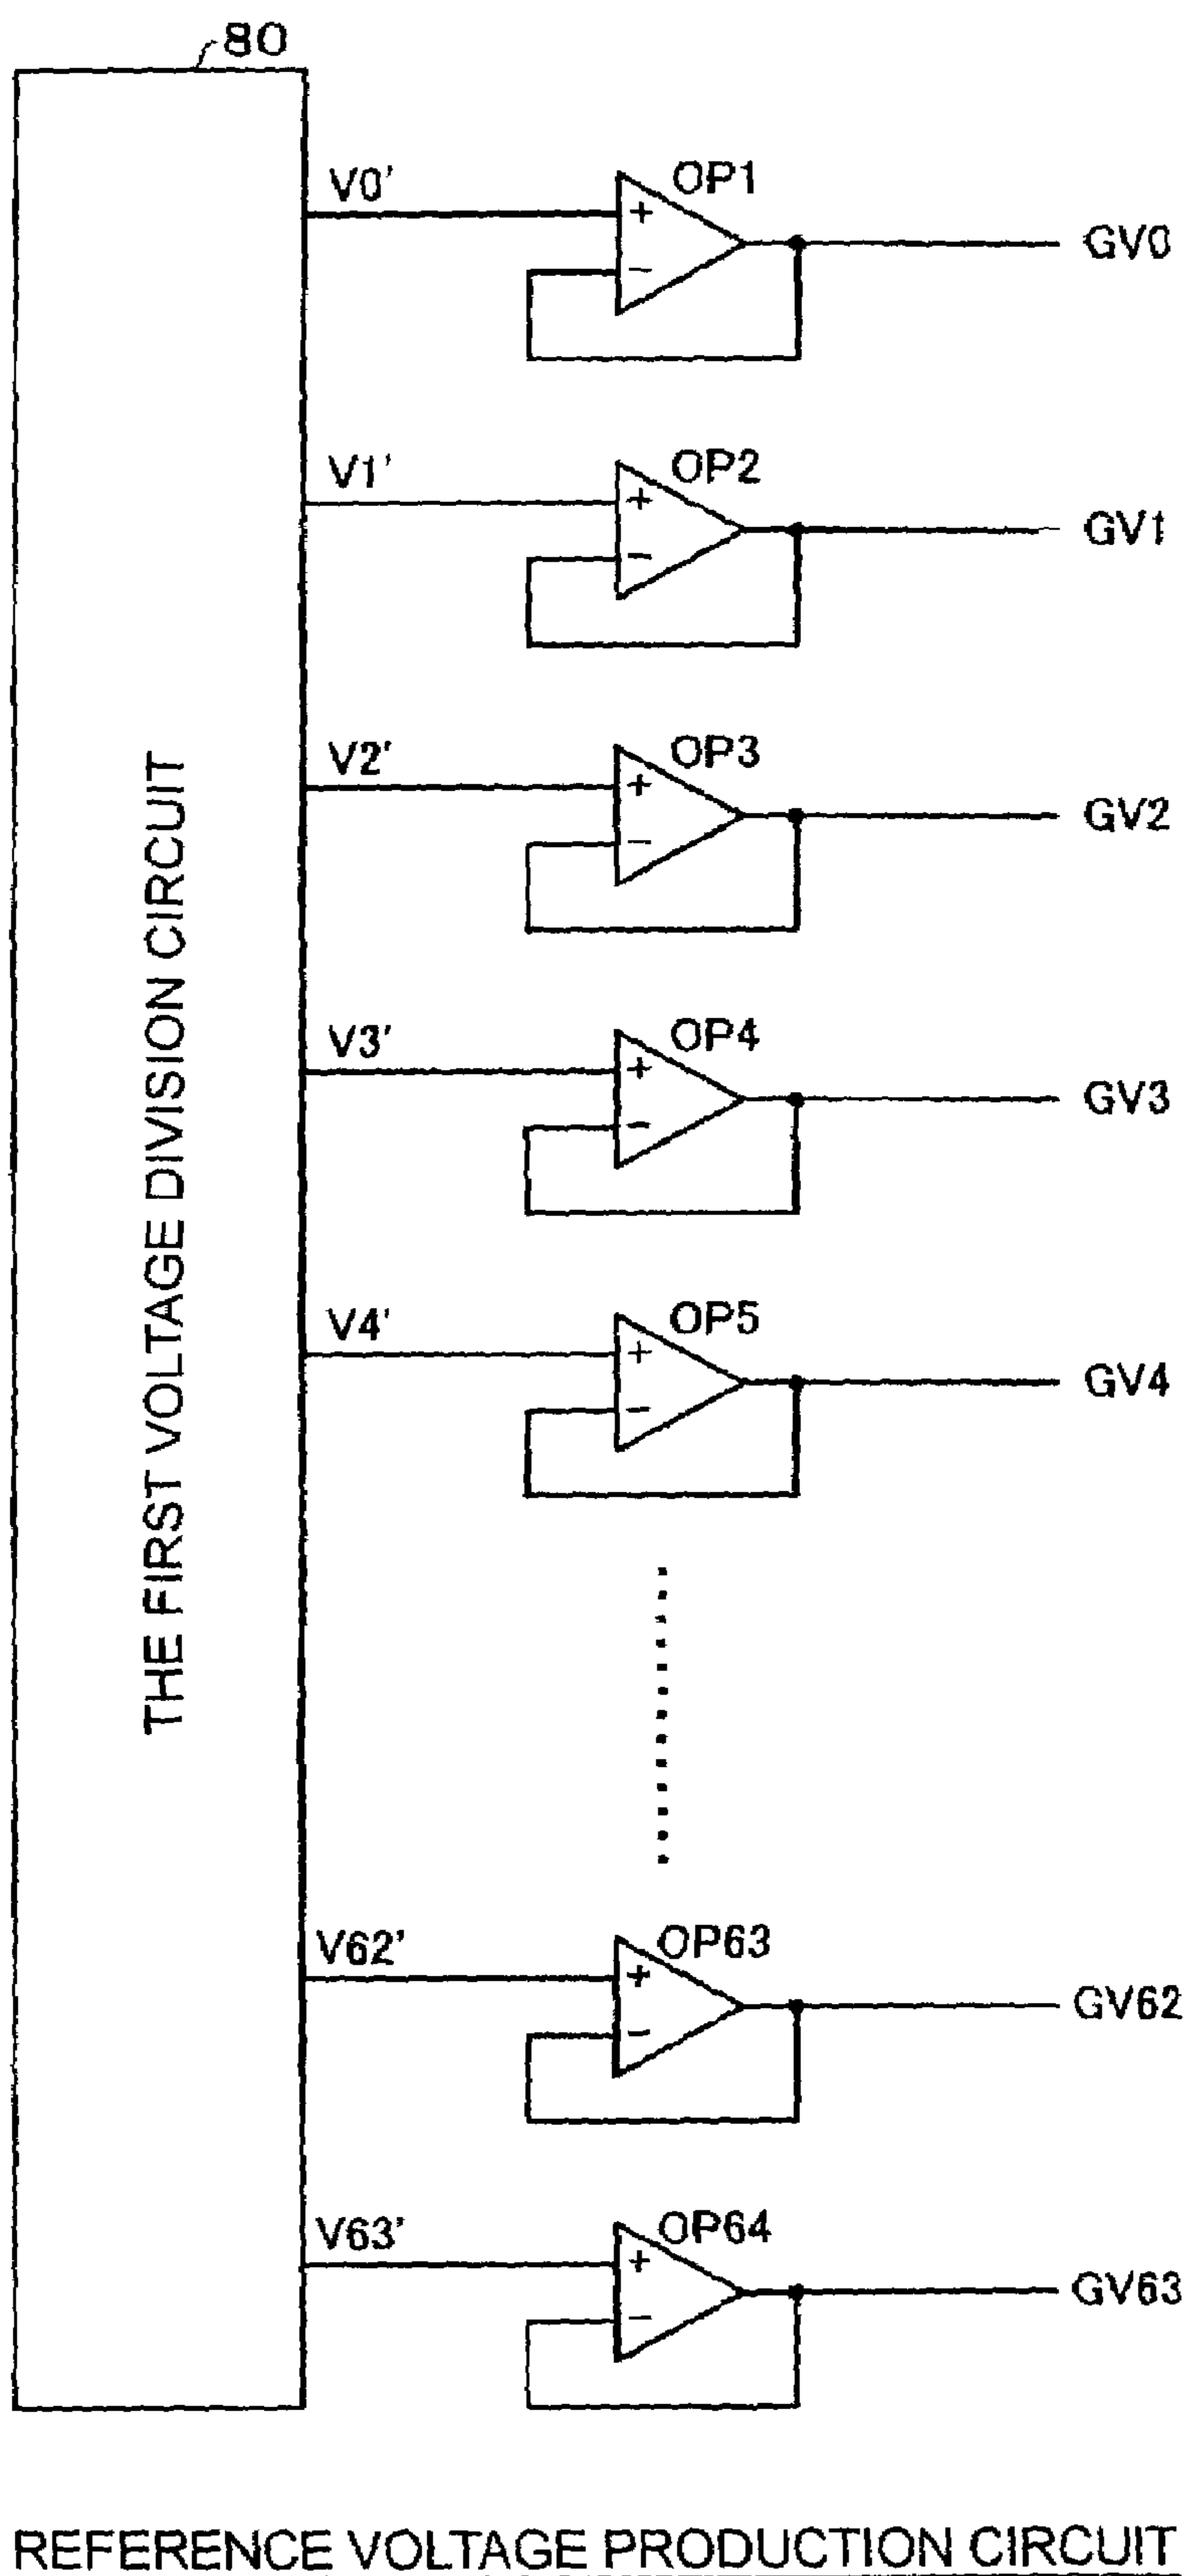 80
V0'
OP1
+
−
GV0
V1'
OP2
+
−
GV1
V2'
OP3
+
−
GV2
THE FIRST VOLTAGE DIVISION CIRCUIT
V3'
OP4
+
−
GV3
V4'
OP5
+
−
GV4
V62'
OP63
+
−
GV62
V63'
OP64
+
−
GV63
REFERENCE VOLTAGE PRODUCTION CIRCUIT